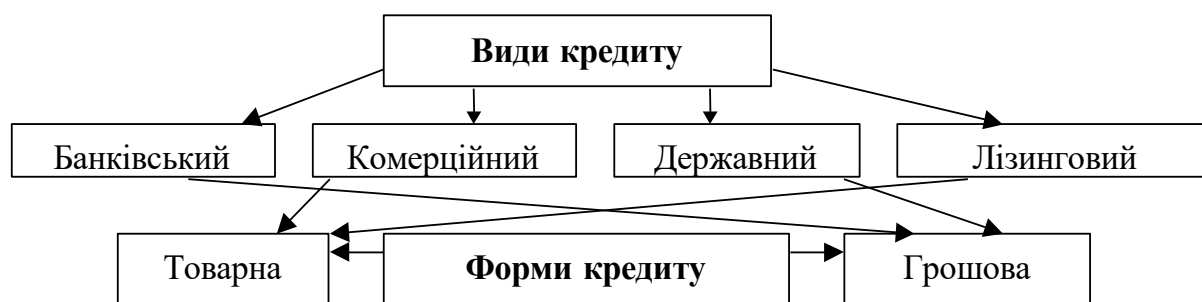 Види кредиту
Банківський Комерційний Державний Лізинговий
Товарна Форми кредиту Грошова